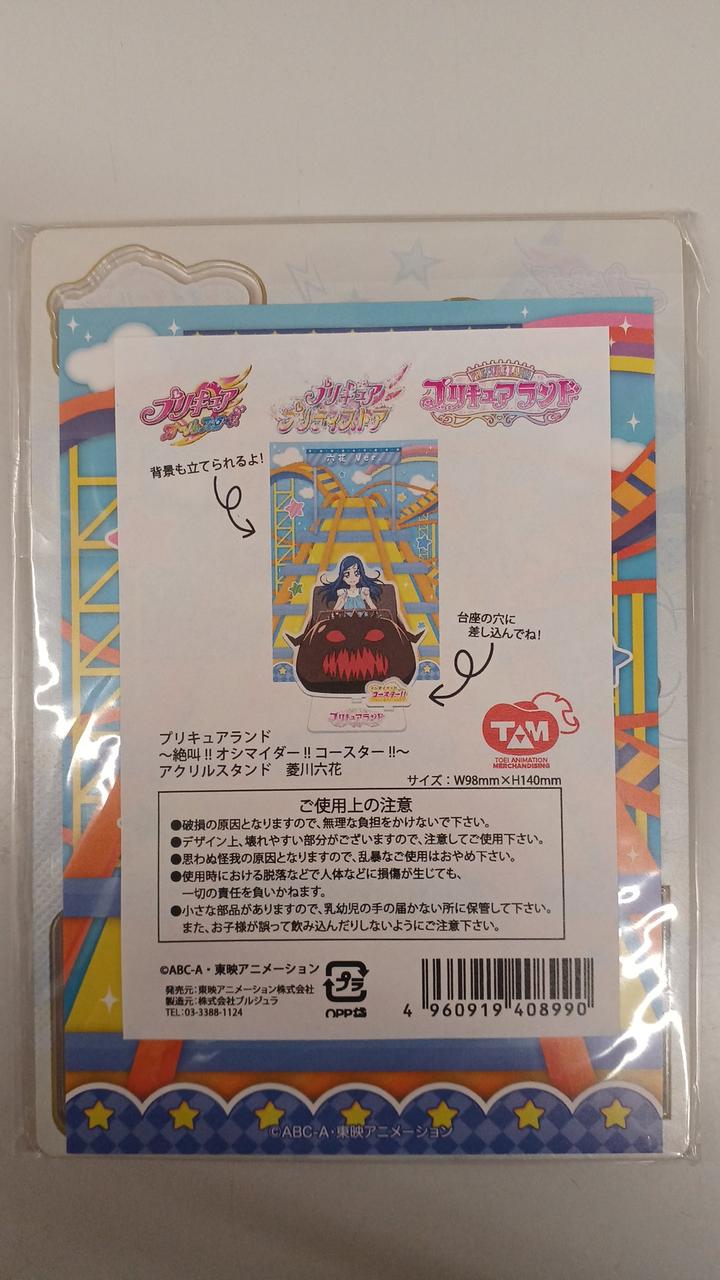 プリキュア
オールスターズ
プリキュア
プリティストア
PRECURE LAND
プリキュアランド
背景も立てられるよ!
六花 Ver.
台座の穴に
差し込んでね!
コースター!!
プリキュアランド
TAM
TOEI ANIMATION
MERCHANDISING
プリキュアランド
~絶叫!!オシマイダー!!コースター!!~
アクリルスタンド 菱川六花
サイズ:W98mm×H140mm
ご使用上の注意
●破損の原因となりますので、無理な負担をかけないで下さい。
●デザイン上、壊れやすい部分がございますので、注意してご使用下さい。
●思わぬ怪我の原因となりますので、乱暴なご使用はおやめ下さい。
●使用時における脱落などで人体などに損傷が生じても、
一切の責任を負いかねます。
●小さな部品がありますので、乳幼児の手の届かない所に保管して下さい。
また、お子様が誤って飲み込んだりしないようにご注意下さい。
©ABC-A・東映アニメーション
発売元:東映アニメーション株式会社
製造元:株式会社ブルジュラ
TEL:03-3388-1124
プラ
OPP袋
4 960919 408990
©ABC-A・東映アニメーション